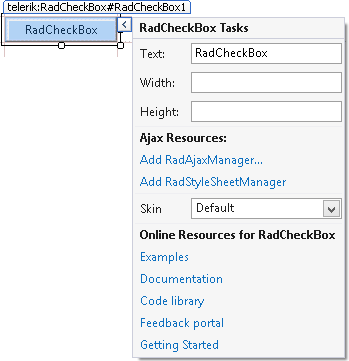 telerik:RadCheckBox#RadCheckBox1
RadCheckBox
RadCheckBox Tasks
Text: RadCheckBox
Width:
Height:
Ajax Resources:
Add RadAjaxManager...
Add RadStyleSheetManager
Skin Default
Online Resources for RadCheckBox
Examples
Documentation
Code library
Feedback portal
Getting Started